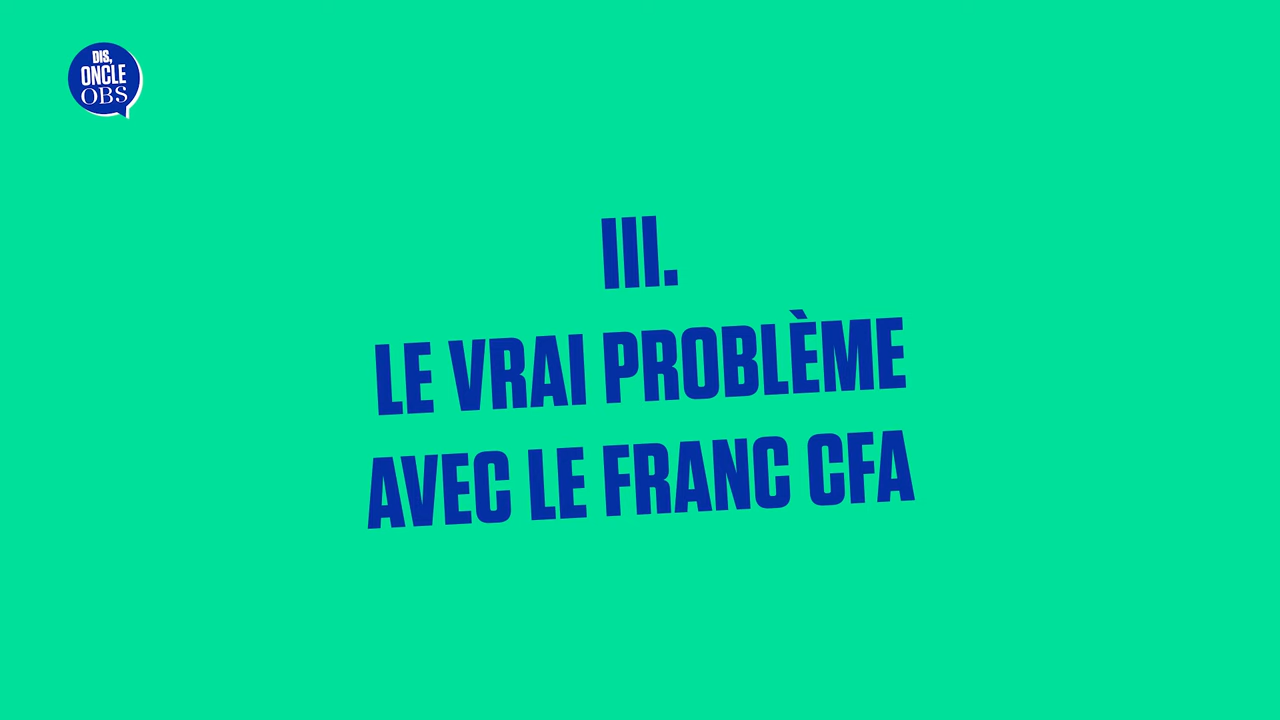 DIS,
ONCLE
OBS
III.
LE VRAI PROBLÈME
AVEC LE FRANC CFA